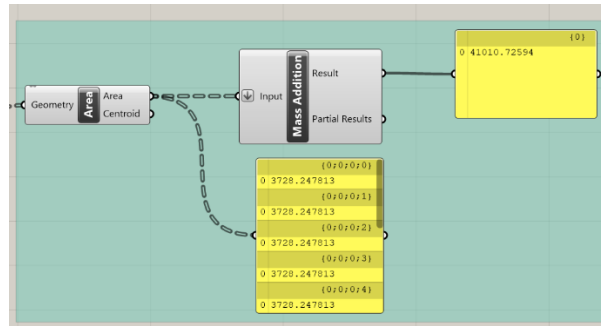 Geometry
Area
Area
Centroid
Input
Mass Addition
Result
Partial Results
{0}
0 41010.72594
{0;0;0;0}
0 3728.247813
{0;0;0;1}
0 3728.247813
{0;0;0;2}
0 3728.247813
{0;0;0;3}
0 3728.247813
{0;0;0;4}
0 3728.247813